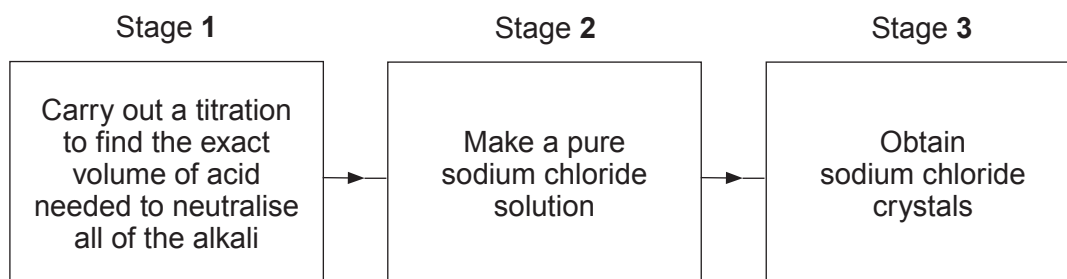 Stage 1
Carry out a titration
to find the exact
volume of acid
needed to neutralise
all of the alkali
Stage 2
Make a pure
sodium chloride
solution
Stage 3
Obtain
sodium chloride
crystals